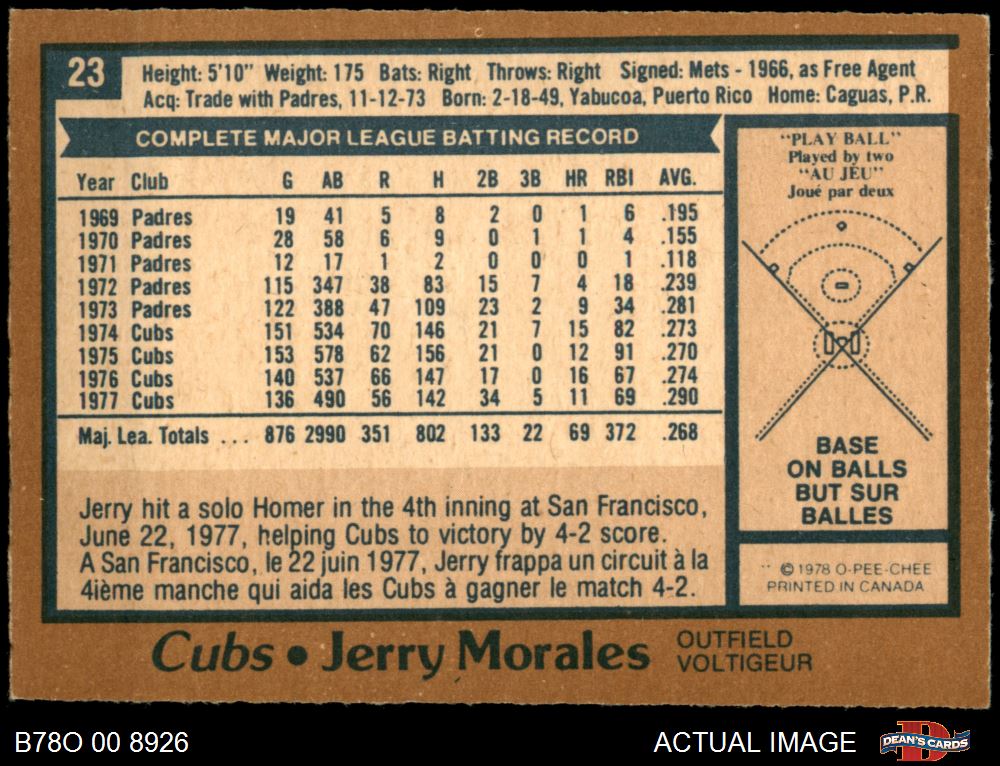 23
Height: 5'10" Weight: 175 Bats: Right Throws: Right Signed: Mets - 1966, as Free Agent
Acq: Trade with Padres, 11-12-73 Born: 2-18-49, Yabucoa, Puerto Rico Home: Caguas, P.R.
COMPLETE MAJOR LEAGUE BATTING RECORD
Year Club G AB R H 2B 3B HR RBI AVG.
1969 Padres 19 41 5 8 2 0 1 6 .195
1970 Padres 28 58 6 9 0 1 1 4 .155
1971 Padres 12 17 1 2 0 0 0 1 .118
1972 Padres 115 347 38 83 15 7 4 18 .239
1973 Padres 122 388 47 109 23 2 9 34 .281
1974 Cubs 151 534 70 146 21 7 15 82 .273
1975 Cubs 153 578 62 156 21 0 12 91 .270
1976 Cubs 140 537 66 147 17 0 16 67 .274
1977 Cubs 136 490 56 142 34 5 11 69 .290
Maj. Lea. Totals ... 876 2990 351 802 133 22 69 372 .268
Jerry hit a solo Homer in the 4th inning at San Francisco,
June 22, 1977, helping Cubs to victory by 4-2 score.
A San Francisco, le 22 juin 1977, Jerry frappa un circuit à la
4ième manche qui aida les Cubs à gagner le match 4-2.
"PLAY BALL"
Played by two
"AU JEU"
Joué par deux
BASE
ON BALLS
BUT SUR
BALLES
© 1978 O-PEE-CHEE
PRINTED IN CANADA
Cubs • Jerry Morales
OUTFIELD
VOLTIGEUR
B78O 00 8926
ACTUAL IMAGE
D
DEAN'S CARDS